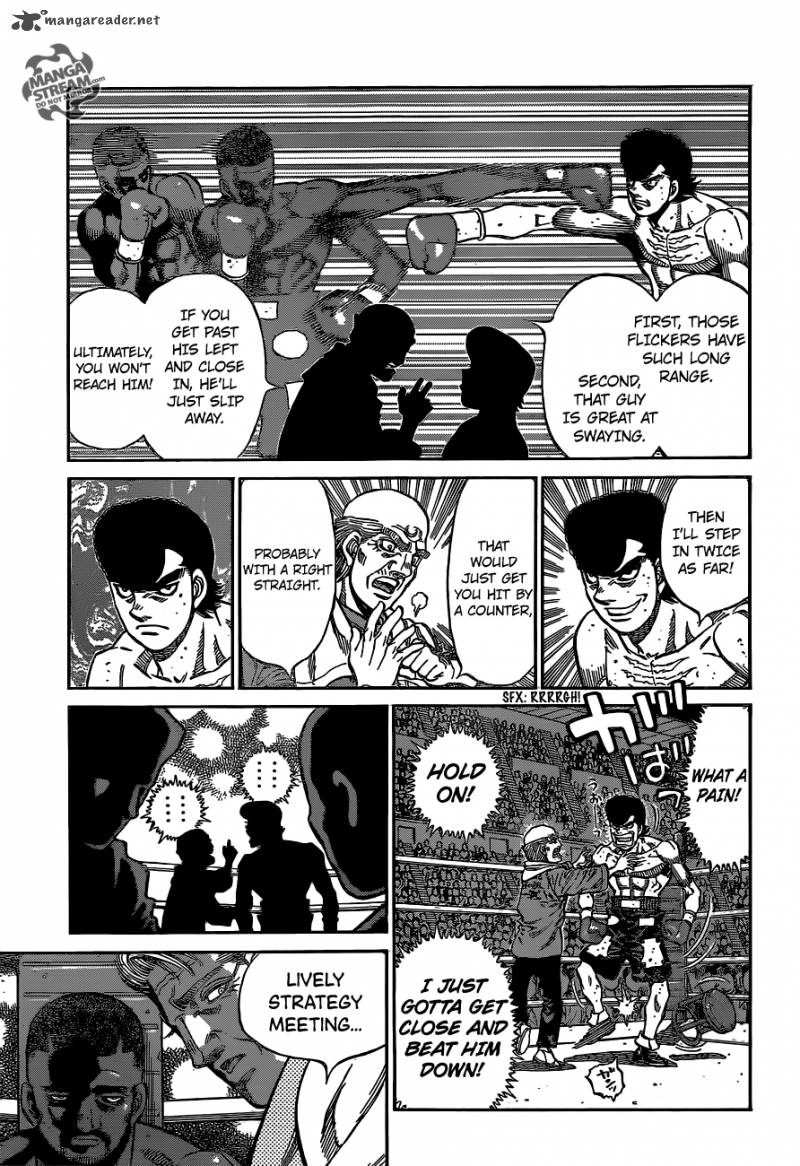 mangareader.net
MANGA
STREAM.COM
DO NOT MIRROR!
FIRST, THOSE
FLICKERS HAVE
SUCH LONG
RANGE.
SECOND,
THAT GUY
IS GREAT AT
SWAYING.
IF YOU
GET PAST
HIS LEFT
AND CLOSE
IN, HE'LL
JUST SLIP
AWAY.
ULTIMATELY,
YOU WON'T
REACH HIM!
THEN
I'LL STEP
IN TWICE
AS FAR!
THAT
WOULD
JUST GET
YOU HIT BY
A COUNTER,
PROBABLY
WITH A RIGHT
STRAIGHT.
SFX: RRRRGH!
WHAT A
PAIN!
HOLD
ON!
I JUST
GOTTA GET
CLOSE AND
BEAT HIM
DOWN!
LIVELY
STRATEGY
MEETING...